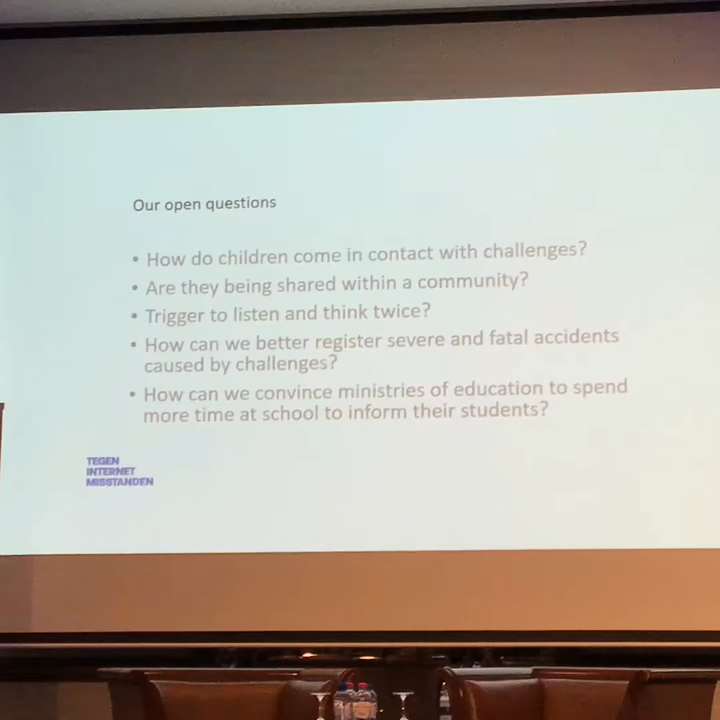 Our open questions
• How do children come in contact with challenges?
• Are they being shared within a community?
• Trigger to listen and think twice?
• How can we better register severe and fatal accidents
caused by challenges?
• How can we convince ministries of education to spend
more time at school to inform their students?
TEGEN
INTERNET
MISSTANDEN